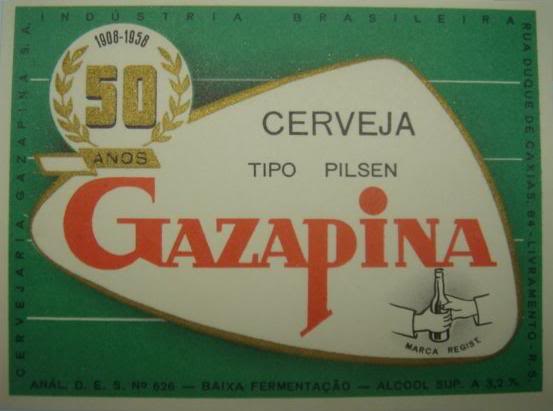 INDÚSTRIA BRASILEIRA
CERVEJARIA GAZAPINA S.A.
RUA DUQUE DE CAXIAS, 84 - LIVRAMENTO - R.S.
1908-1958
50
ANOS
CERVEJA
TIPO PILSEN
GAZAPINA
MARCA REGIST.
ANÁL. D. E. S. Nº 626 — BAIXA FERMENTAÇÃO — ALCOOL SUP. A 3,2 %